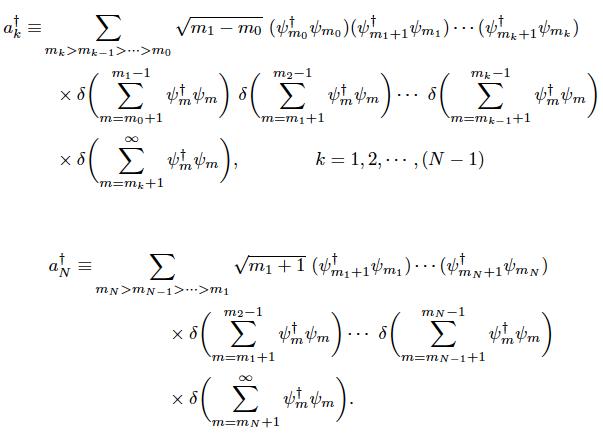 a_k^† ≡ ∑_{m_k>m_{k−1}>⋯>m_0} √(m_1 − m_0) (ψ_{m_0}^† ψ_{m_0})(ψ_{m_1+1}^† ψ_{m_1}) ⋯ (ψ_{m_k+1}^† ψ_{m_k})
× δ(∑_{m=m_0+1}^{m_1−1} ψ_m^† ψ_m) δ(∑_{m=m_1+1}^{m_2−1} ψ_m^† ψ_m) ⋯ δ(∑_{m=m_{k−1}+1}^{m_k−1} ψ_m^† ψ_m)
× δ(∑_{m=m_k+1}^{∞} ψ_m^† ψ_m), k = 1, 2, ⋯ , (N − 1)
a_N^† ≡ ∑_{m_N>m_{N−1}>⋯>m_1} √(m_1 + 1) (ψ_{m_1+1}^† ψ_{m_1}) ⋯ (ψ_{m_N+1}^† ψ_{m_N})
× δ(∑_{m=m_1+1}^{m_2−1} ψ_m^† ψ_m) ⋯ δ(∑_{m=m_{N−1}+1}^{m_N−1} ψ_m^† ψ_m)
× δ(∑_{m=m_N+1}^{∞} ψ_m^† ψ_m).